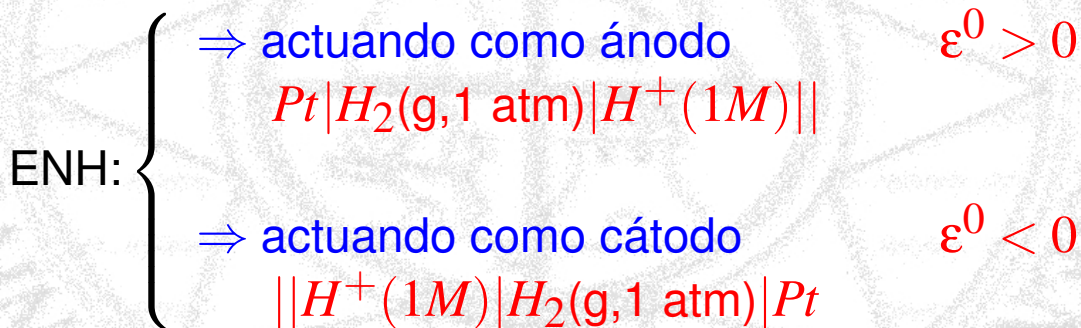 ⇒ actuando como ánodo ε⁰ > 0
Pt|H₂(g,1 atm)|H⁺(1M)||
ENH:
⇒ actuando como cátodo ε⁰ < 0
||H⁺(1M)|H₂(g,1 atm)|Pt